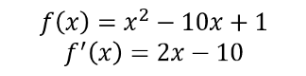 f(x) = x² − 10x + 1
f'(x) = 2x − 10